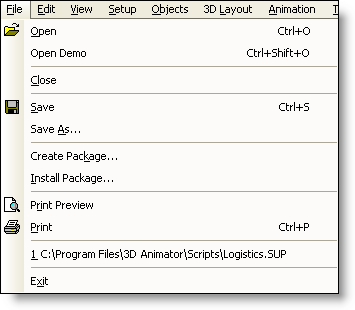 File Edit View Setup Objects 3D Layout Animation
Open Ctrl+O
Open Demo Ctrl+Shift+O
Close
Save Ctrl+S
Save As...
Create Package...
Install Package...
Print Preview
Print Ctrl+P
1 C:\Program Files\3D Animator\Scripts\Logistics.SUP
Exit